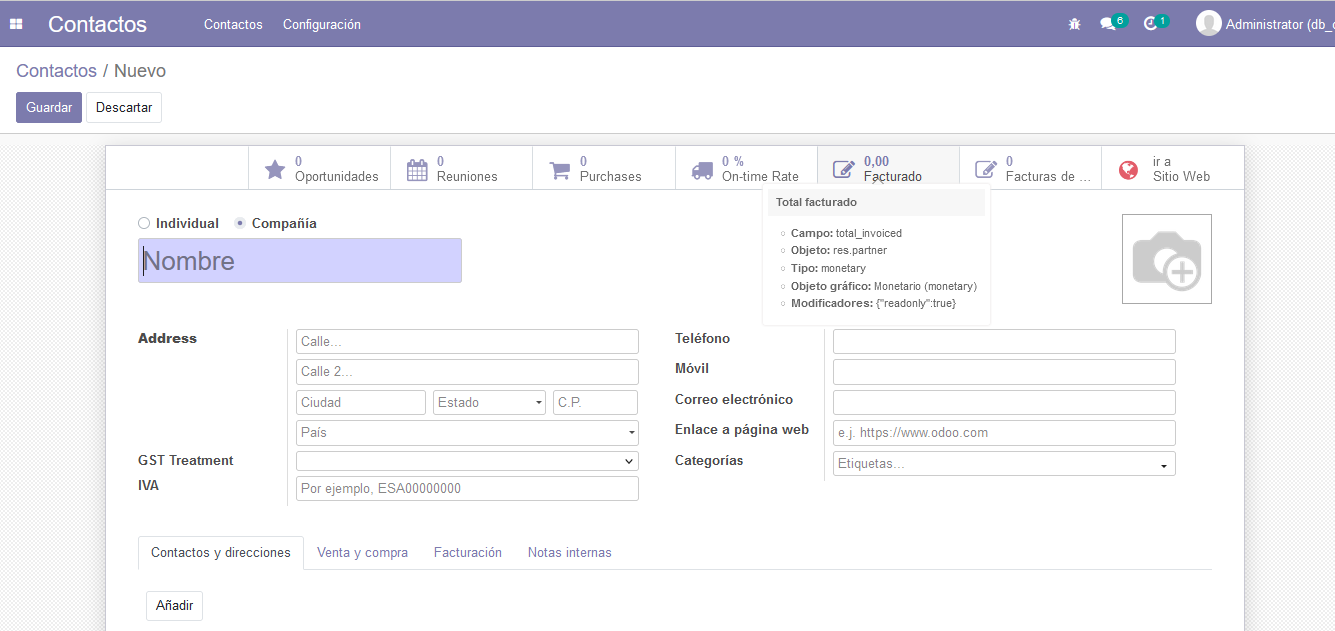 Contactos Contactos Configuración 6 1 Administrator (db_
Contactos / Nuevo
Guardar Descartar
0 Oportunidades
0 Reuniones
0 Purchases
0 % On-time Rate
0,00 Facturado
0 Facturas de ...
ir a Sitio Web
Total facturado
Campo: total_invoiced
Objeto: res.partner
Tipo: monetary
Objeto gráfico: Monetario (monetary)
Modificadores: {"readonly":true}
Individual Compañía
Nombre
Address Calle...
Calle 2...
Ciudad Estado C.P.
País
GST Treatment
IVA Por ejemplo, ESA00000000
Teléfono
Móvil
Correo electrónico
Enlace a página web e.j. https://www.odoo.com
Categorías Etiquetas...
Contactos y direcciones Venta y compra Facturación Notas internas
Añadir